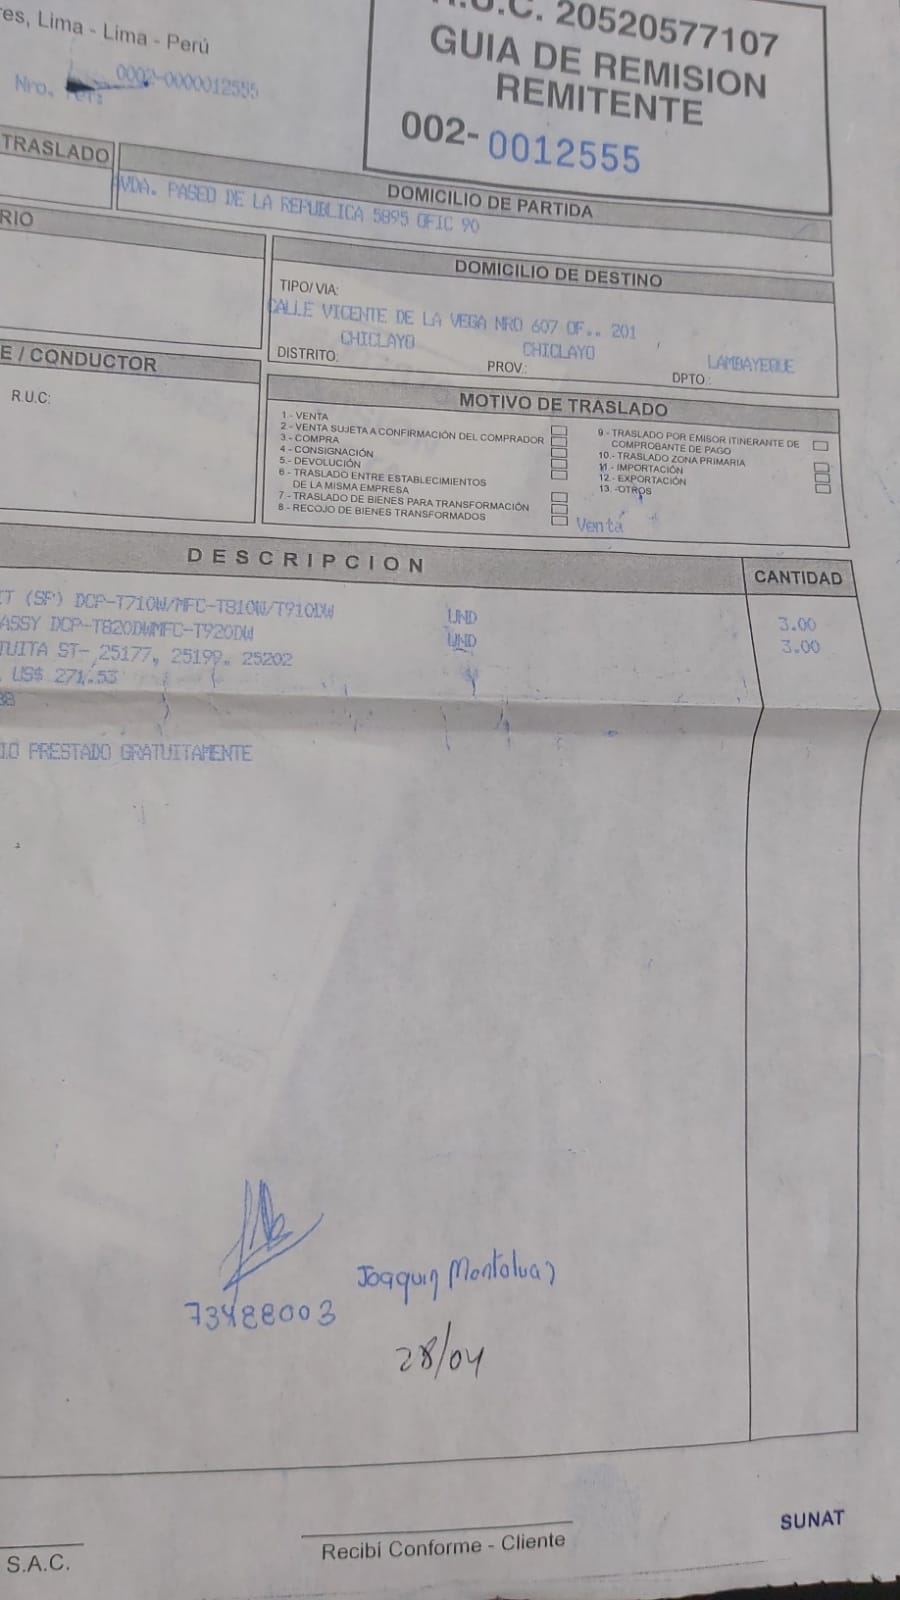 es, Lima - Lima - Perú
R.U.C. 20520577107
GUIA DE REMISION
REMITENTE
002- 0012555
Nro. 0002-0000012555
TRASLADO
DOMICILIO DE PARTIDA
VDA. PASEO DE LA REPUBLICA 5895 OFIC 90
RIO
DOMICILIO DE DESTINO
TIPO/VIA:
CALLE VICENTE DE LA VEGA NRO 607 OF.. 201
CHICLAYO CHICLAYO LAMBAYEQUE
DISTRITO: PROV.: DPTO.:
E / CONDUCTOR
R.U.C:
MOTIVO DE TRASLADO
1.- VENTA
2.- VENTA SUJETA A CONFIRMACIÓN DEL COMPRADOR
3.- COMPRA
4.- CONSIGNACIÓN
5.- DEVOLUCIÓN
6.- TRASLADO ENTRE ESTABLECIMIENTOS
DE LA MISMA EMPRESA
7.- TRASLADO DE BIENES PARA TRANSFORMACIÓN
8.- RECOJO DE BIENES TRANSFORMADOS
9.- TRASLADO POR EMISOR ITINERANTE DE
COMPROBANTE DE PAGO
10.- TRASLADO ZONA PRIMARIA
11.- IMPORTACIÓN
12.- EXPORTACIÓN
13.-OTROS
Venta
DESCRIPCION CANTIDAD
IT (SP) DCP-T710W/MFC-T810W/T910DW UND 3.00
ASSY DCP-T820DWMFC-T920DW UND 3.00
TUITA ST- 25177, 25199, 25202
US$ 271.53
IO PRESTADO GRATUITAMENTE
73488003
Joaquin
28/04
S.A.C.
Recibí Conforme - Cliente
SUNAT